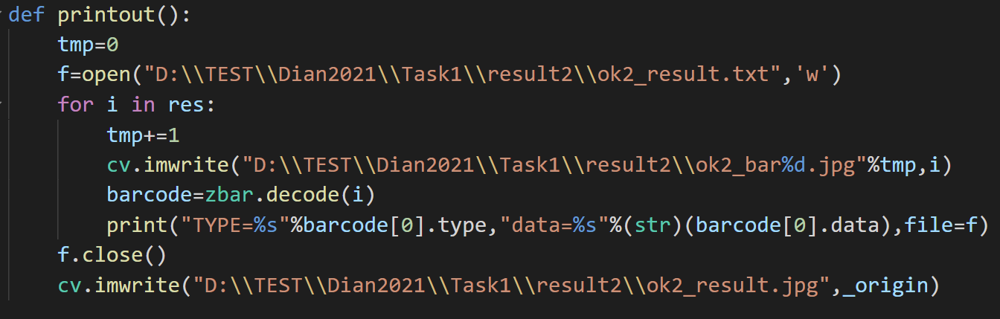 def printout():
    tmp=0
    f=open("D:\\TEST\\Dian2021\\Task1\\result2\\ok2_result.txt",'w')
    for i in res:
        tmp+=1
        cv.imwrite("D:\\TEST\\Dian2021\\Task1\\result2\\ok2_bar%d.jpg"%tmp,i)
        barcode=zbar.decode(i)
        print("TYPE=%s"%barcode[0].type,"data=%s"%(str)(barcode[0].data),file=f)
    f.close()
    cv.imwrite("D:\\TEST\\Dian2021\\Task1\\result2\\ok2_result.jpg",_origin)